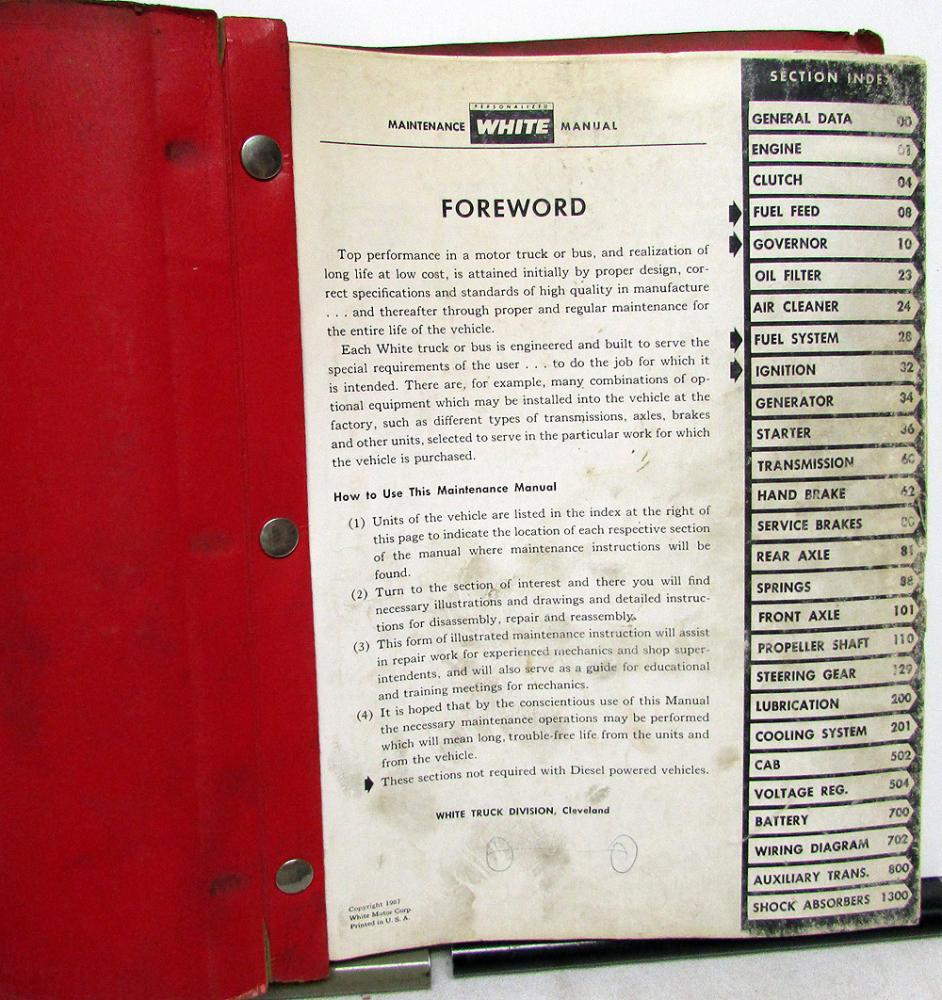 PERSONALIZED
MAINTENANCE WHITE MANUAL
FOREWORD
Top performance in a motor truck or bus, and realization of
long life at low cost, is attained initially by proper design, cor-
rect specifications and standards of high quality in manufacture
. . . and thereafter through proper and regular maintenance for
the entire life of the vehicle.
Each White truck or bus is engineered and built to serve the
special requirements of the user . . . to do the job for which it
is intended. There are, for example, many combinations of op-
tional equipment which may be installed into the vehicle at the
factory, such as different types of transmissions, axles, brakes
and other units, selected to serve in the particular work for which
the vehicle is purchased.
How to Use This Maintenance Manual
(1) Units of the vehicle are listed in the index at the right of
this page to indicate the location of each respective section
of the manual where maintenance instructions will be
found.
(2) Turn to the section of interest and there you will find
necessary illustrations and drawings and detailed instruc-
tions for disassembly, repair and reassembly.
(3) This form of illustrated maintenance instruction will assist
in repair work for experienced mechanics and shop super-
intendents, and will also serve as a guide for educational
and training meetings for mechanics.
(4) It is hoped that by the conscientious use of this Manual
the necessary maintenance operations may be performed
which will mean long, trouble-free life from the units and
from the vehicle.
These sections not required with Diesel powered vehicles.
WHITE TRUCK DIVISION, Cleveland
Copyright 1967
White Motor Corp.
Printed in U. S. A.
SECTION INDEX
GENERAL DATA 00
ENGINE 01
CLUTCH 04
FUEL FEED 08
GOVERNOR 10
OIL FILTER 23
AIR CLEANER 24
FUEL SYSTEM 28
IGNITION 32
GENERATOR 34
STARTER 36
TRANSMISSION 60
HAND BRAKE 62
SERVICE BRAKES
REAR AXLE 81
SPRINGS 98
FRONT AXLE 101
PROPELLER SHAFT 110
STEERING GEAR 129
LUBRICATION 200
COOLING SYSTEM 201
CAB 502
VOLTAGE REG. 504
BATTERY 700
WIRING DIAGRAM 702
AUXILIARY TRANS. 800
SHOCK ABSORBERS 1300